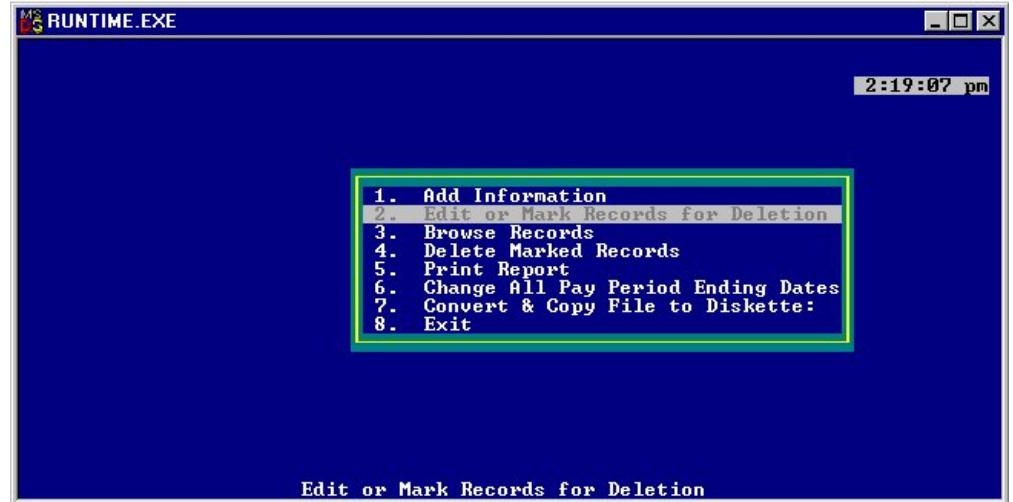 MS DOS RUNTIME.EXE
2:19:07 pm
1. Add Information
2. Edit or Mark Records for Deletion
3. Browse Records
4. Delete Marked Records
5. Print Report
6. Change All Pay Period Ending Dates
7. Convert & Copy File to Diskette:
8. Exit
Edit or Mark Records for Deletion